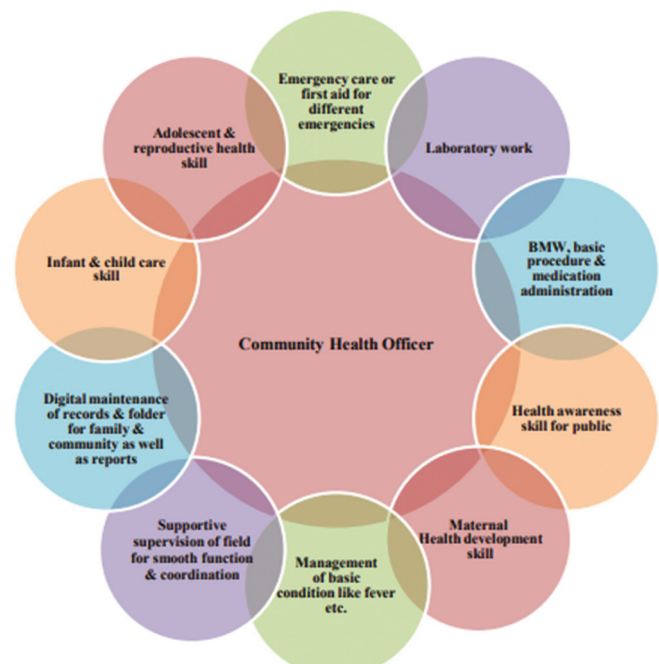 Emergency care or
first aid for
different
emergencies
Laboratory work
BMW, basic
procedure &
medication
administration
Health awareness
skill for public
Maternal
Health development
skill
Management
of basic
condition like fever
etc.
Supportive
supervision of field
for smooth function
& coordination
Digital maintenance
of records & folder
for family &
community as well
as reports
Infant & child care
skill
Adolescent &
reproductive health
skill
Community Health Officer